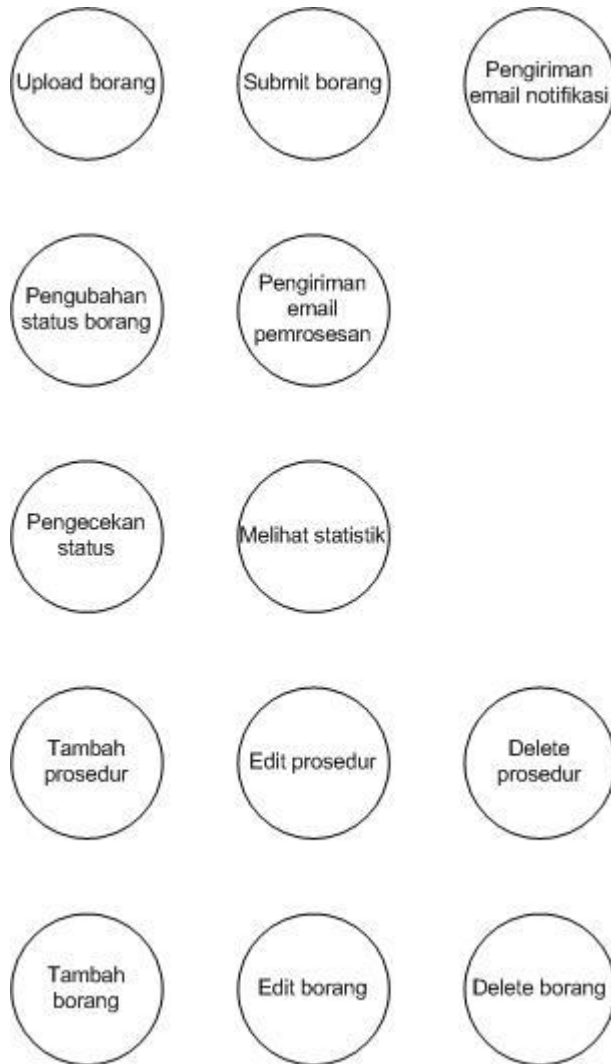 Upload borang
Submit borang
Pengiriman
email notifikasi
Pengubahan
status borang
Pengiriman
email
pemrosesan
Pengecekan
status
Melihat statistik
Tambah
prosedur
Edit prosedur
Delete
prosedur
Tambah
borang
Edit borang
Delete borang